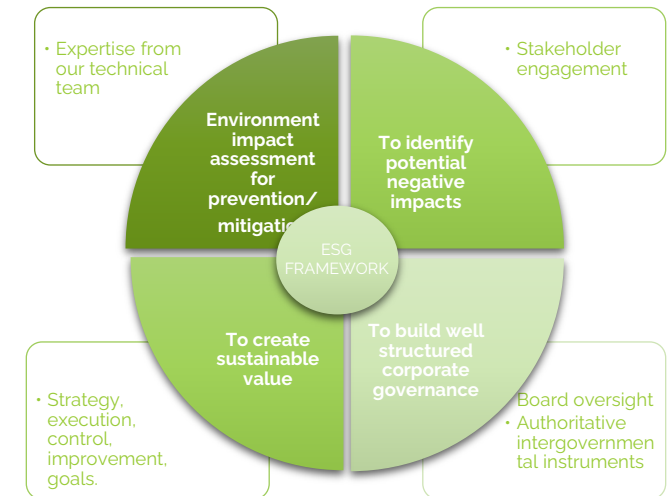 • Expertise from
our technical
team
• Stakeholder
engagement
Environment
impact
assessment
for
prevention/
To identify
potential
negative
impacts
ESG
FRAMEWORK
To create
sustainable
value
To build well
structured
corporate
governance
• Strategy,
execution,
control,
improvement,
goals.
Board oversight
• Authoritative
intergovernmen
tal instruments